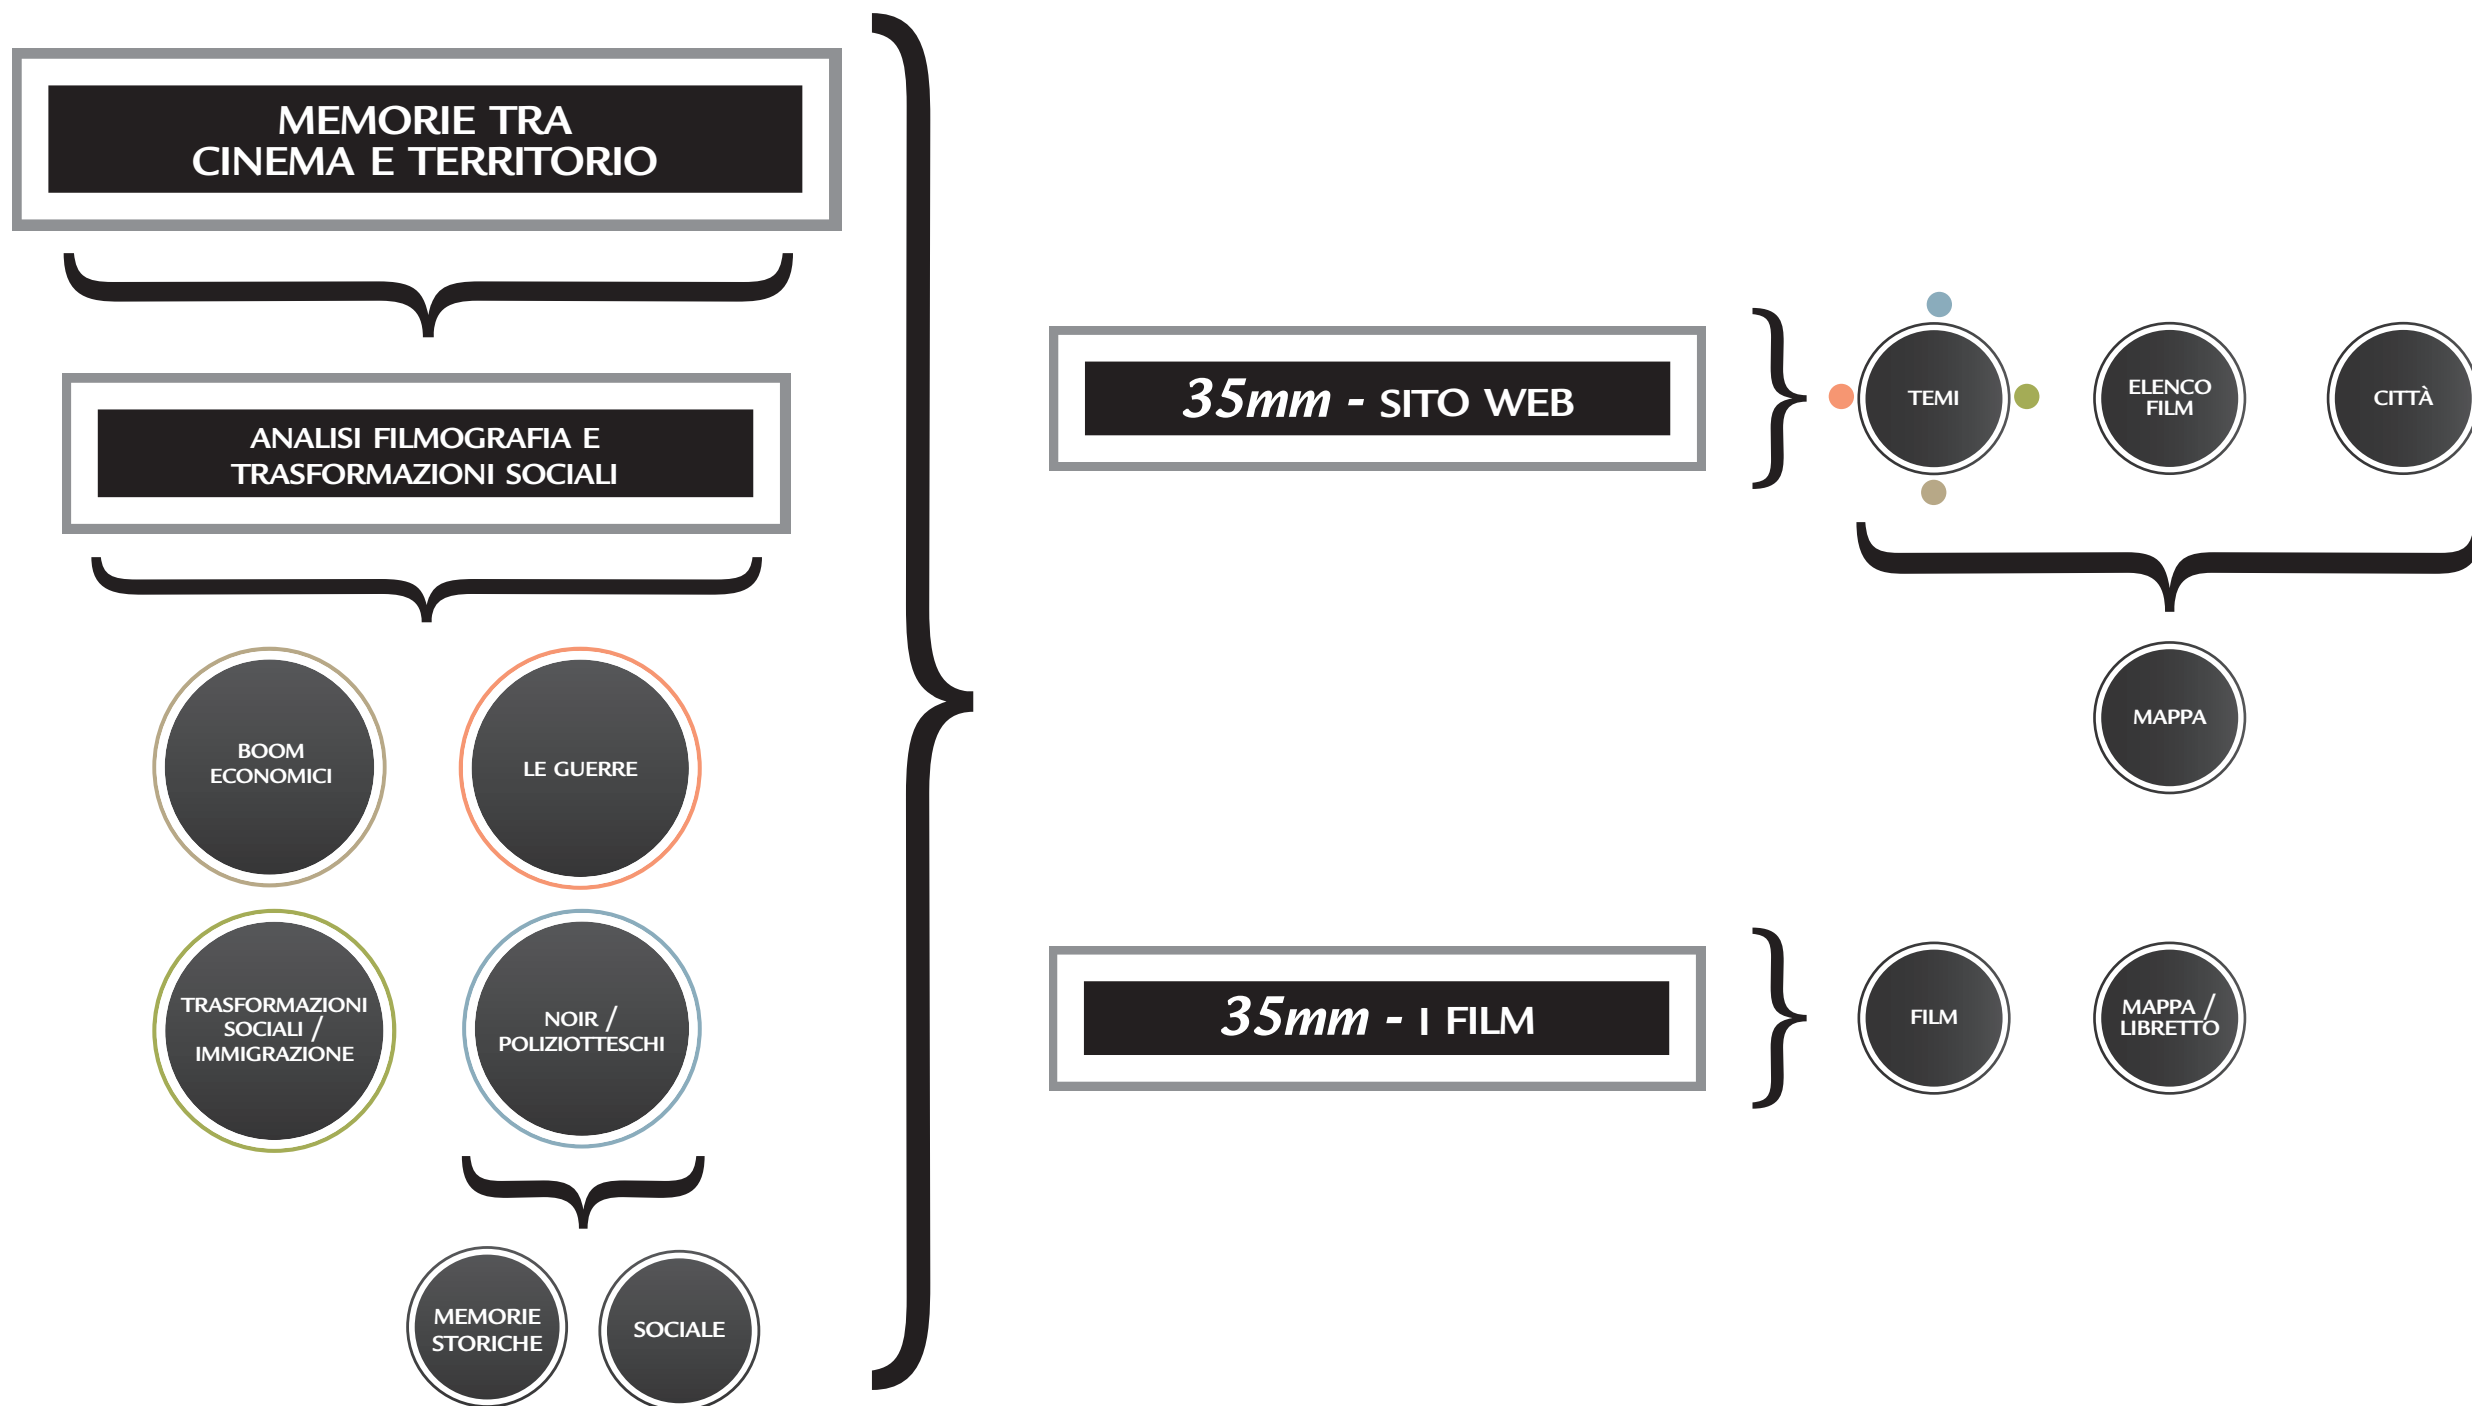 MEMORIE TRA
CINEMA E TERRITORIO
ANALISI FILMOGRAFIA E
TRASFORMAZIONI SOCIALI
BOOM
ECONOMICI
LE GUERRE
TRASFORMAZIONI
SOCIALI /
IMMIGRAZIONE
NOIR /
POLIZIOTTESCHI
MEMORIE
STORICHE
SOCIALE
35mm - SITO WEB
TEMI
ELENCO
FILM
CITTÀ
MAPPA
35mm - I FILM
FILM
MAPPA /
LIBRETTO